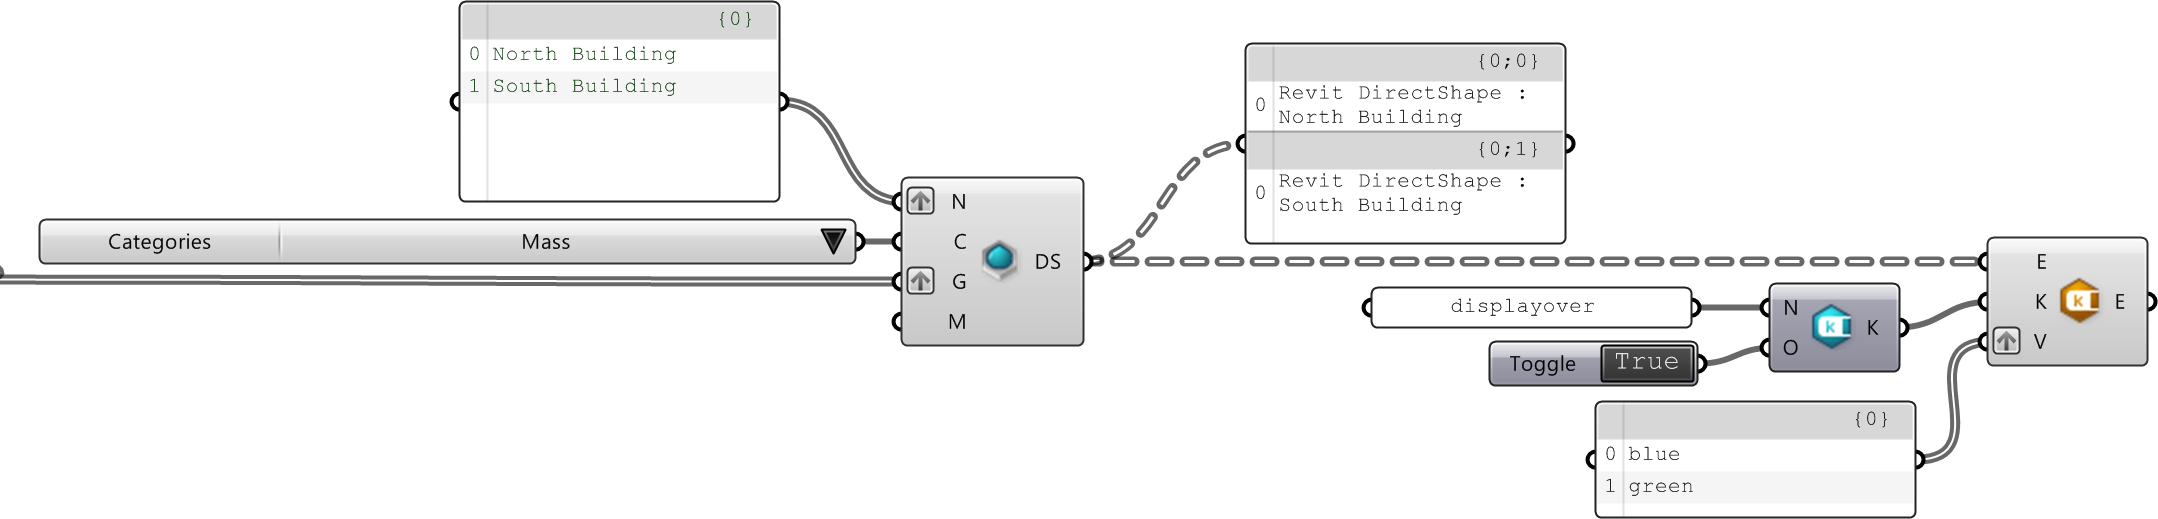 {0}
0 North Building
1 South Building
Categories Mass
N
C
G
M
DS
{0;0}
0 Revit DirectShape :
North Building
{0;1}
0 Revit DirectShape :
South Building
displayover
Toggle True
N
O
k
K
E
K
V
k
E
{0}
0 blue
1 green